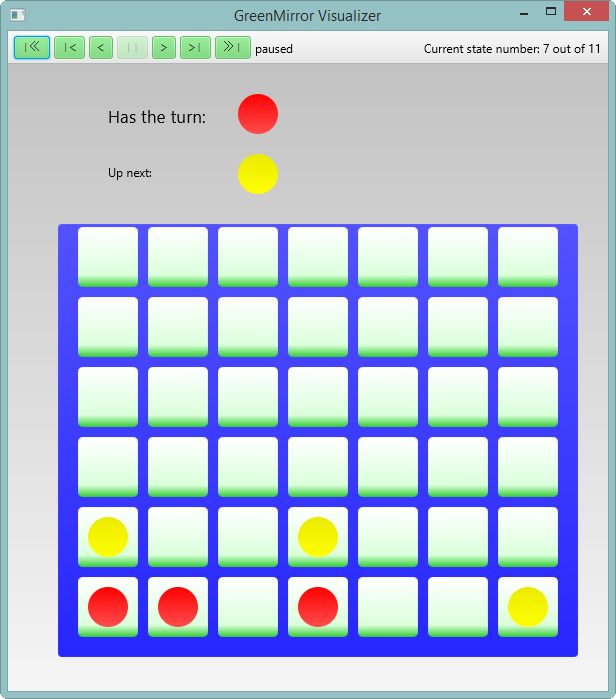 GreenMirror Visualizer
|≪ |< < || > >| ≫| paused Current state number: 7 out of 11
Has the turn:
Up next: